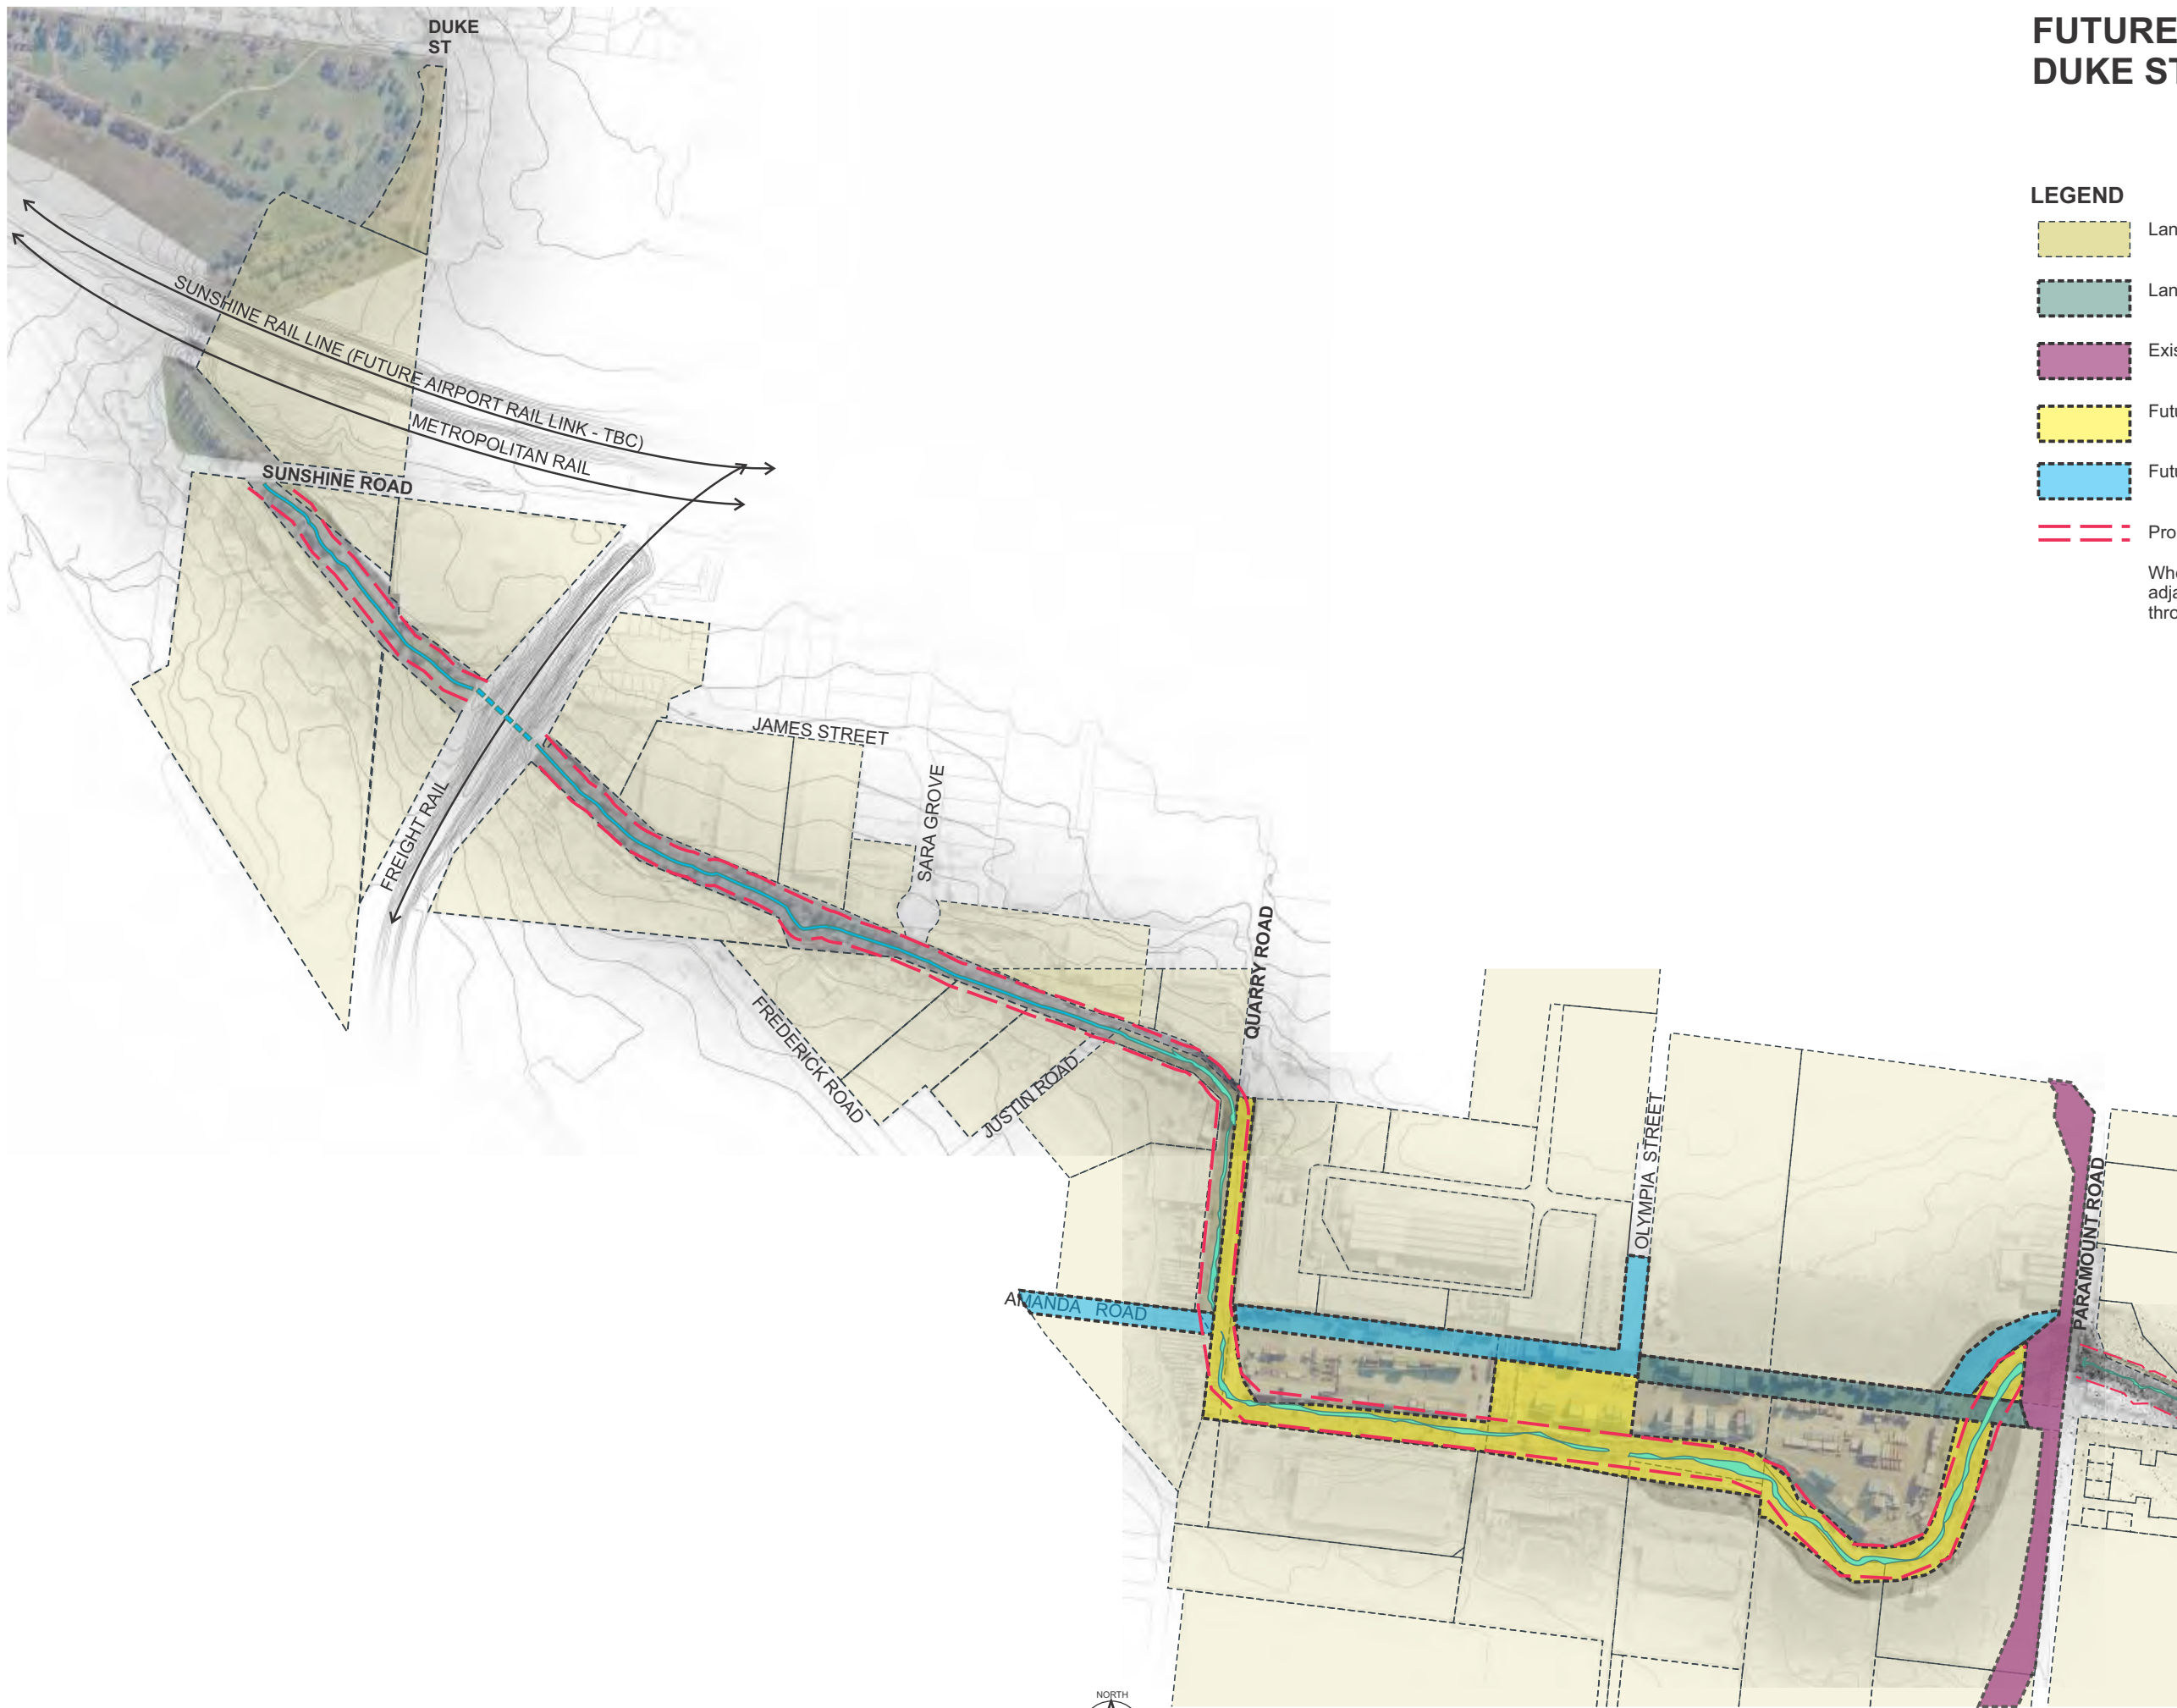 DUKE
ST
FUTURE
DUKE ST
LEGEND
Lan
Lan
Exis
Futu
Futu
Pro
Whe
adja
thro
SUNSHINE RAIL LINE (FUTURE AIRPORT RAIL LINK - TBC)
METROPOLITAN RAIL
SUNSHINE ROAD
FREIGHT RAIL
JAMES STREET
SARA GROVE
QUARRY ROAD
FREDERICK ROAD
JUSTIN ROAD
OLYMPIA STREET
PARAMOUNT ROAD
AMANDA ROAD
NORTH